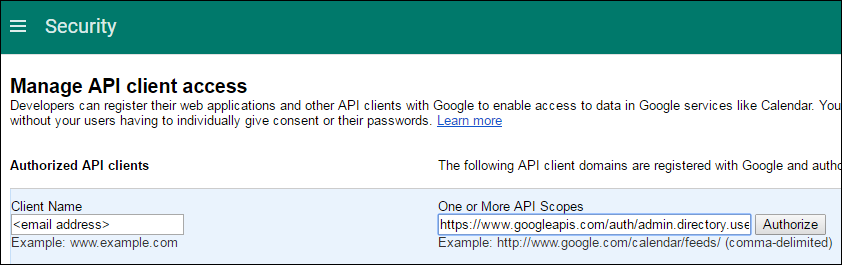 Security
Manage API client access
Developers can register their web applications and other API clients with Google to enable access to data in Google services like Calendar. You
without your users having to individually give consent or their passwords. Learn more
Authorized API clients
The following API client domains are registered with Google and autho
Client Name
One or More API Scopes
<email address>
https://www.googleapis.com/auth/admin.directory.use
Authorize
Example: www.example.com
Example: http://www.google.com/calendar/feeds/ (comma-delimited)